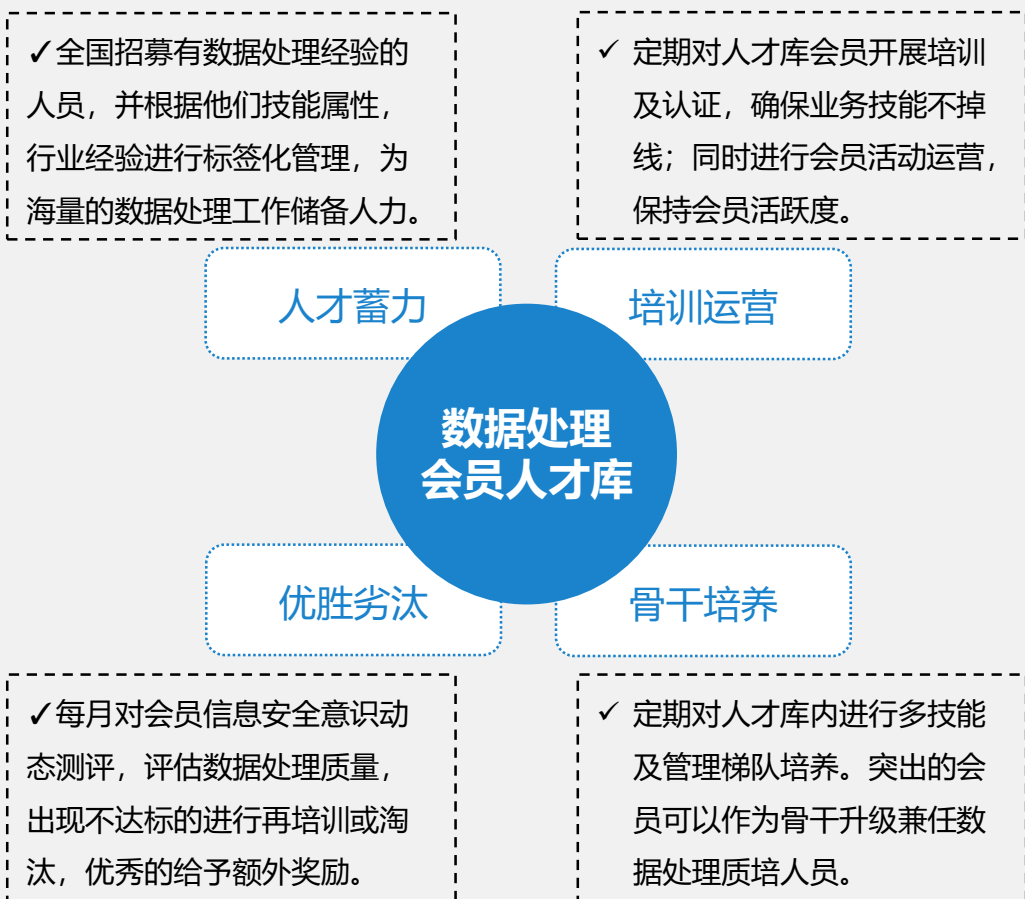 ✓全国招募有数据处理经验的
人员，并根据他们技能属性，
行业经验进行标签化管理，为
海量的数据处理工作储备人力。
✓ 定期对人才库会员开展培训
及认证，确保业务技能不掉
线；同时进行会员活动运营，
保持会员活跃度。
人才蓄力
培训运营
数据处理
会员人才库
优胜劣汰
骨干培养
✓每月对会员信息安全意识动
态测评，评估数据处理质量，
出现不达标的进行再培训或淘
汰，优秀的给予额外奖励。
✓ 定期对人才库内进行多技能
及管理梯队培养。突出的会
员可以作为骨干升级兼任数
据处理质培人员。